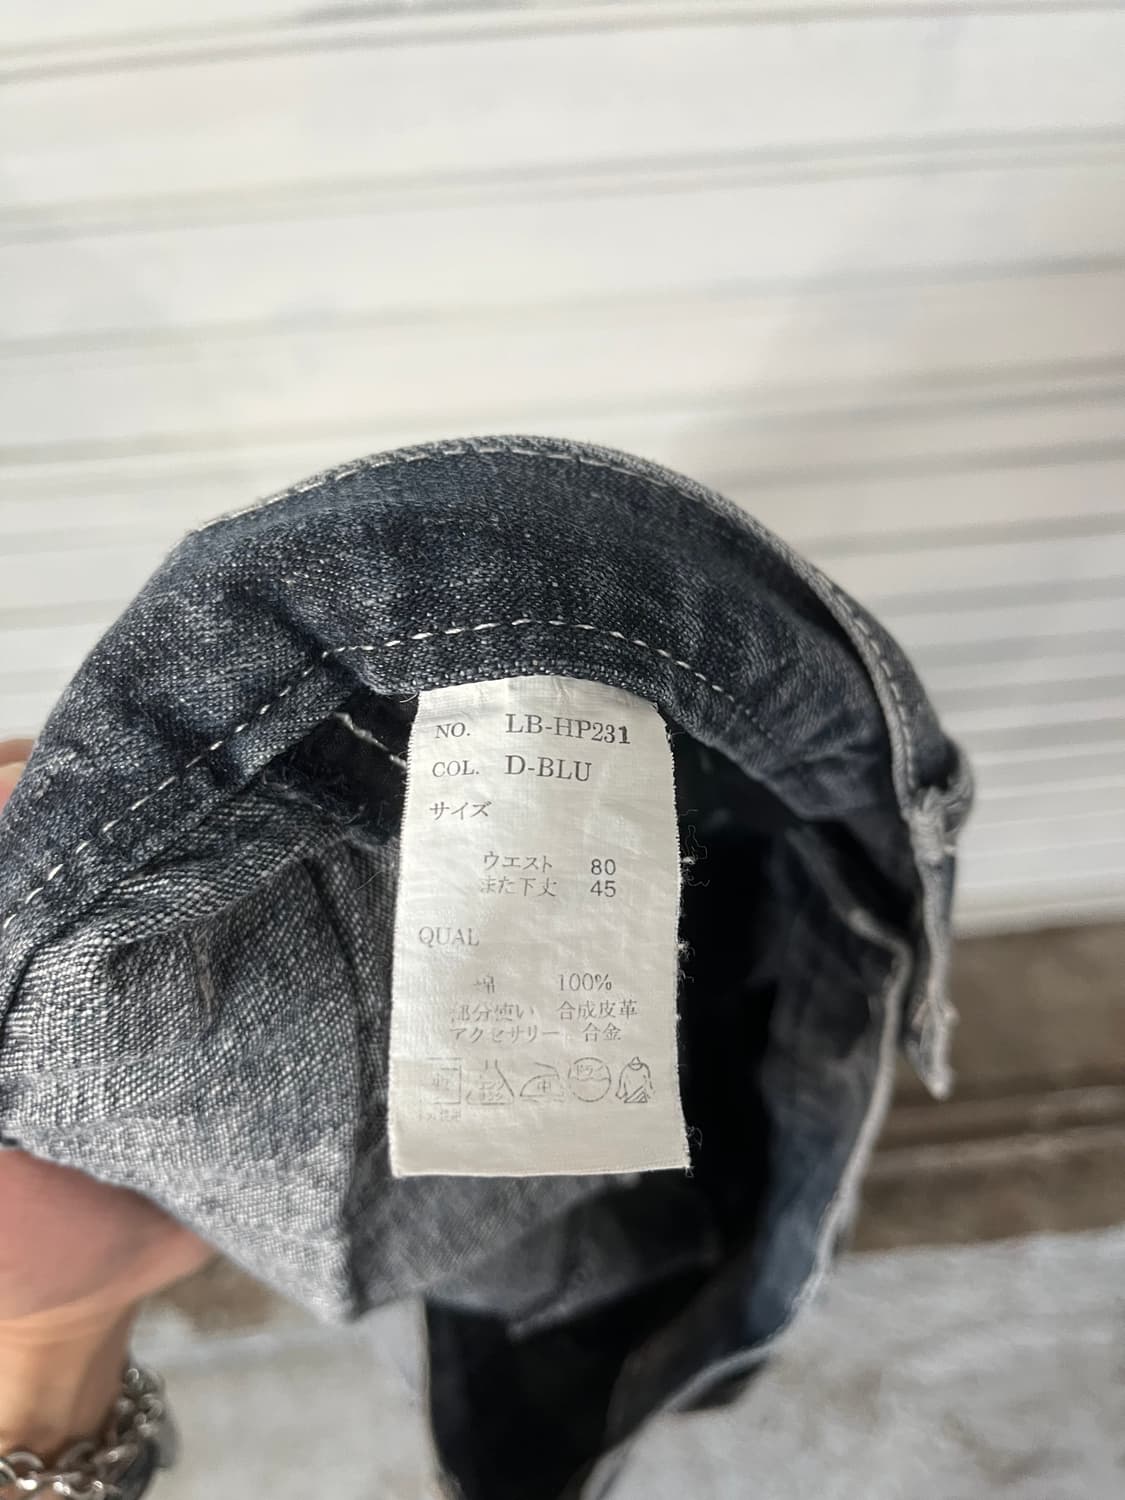 NO. LB-HP231
COL. D-BLU
サイズ
ウエスト 80
また下丈 45
QUAL
綿 100%
部分使い 合成皮革
アクセサリー 合金
中